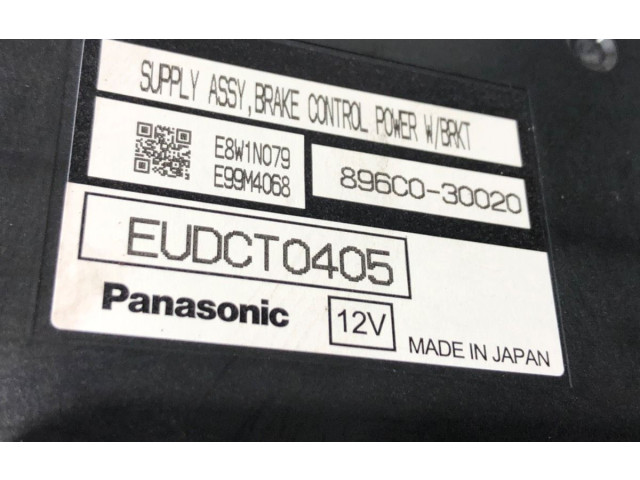 SUPPLY ASSY,BRAKE CONTROL POWER W/BRKT
E8W1N079
E99M4068
896C0-30020
EUDCT0405
Panasonic
12V
MADE IN JAPAN